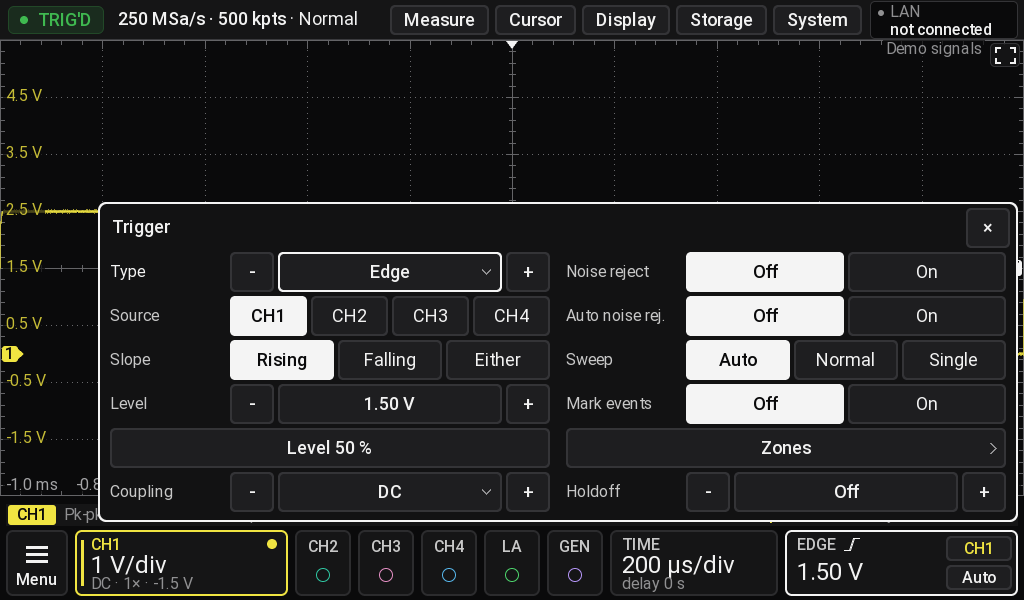 TRIG'D 250 MSa/s · 500 kpts · Normal Measure Cursor Display Storage System LAN
not connected
Demo signals
4.5 V
3.5 V
2.5 V
1.5 V
0.5 V
1
-0.5 V
-1.5 V
-1.0 ms
Trigger ×
Type - Edge + Noise reject Off On
Source CH1 CH2 CH3 CH4 Auto noise rej. Off On
Slope Rising Falling Either Sweep Auto Normal Single
Level - 1.50 V + Mark events Off On
Level 50 % Zones
Coupling - DC + Holdoff - Off +
CH1
Menu
CH1
1 V/div
DC · 1× · -1.5 V
CH2 CH3 CH4 LA GEN
TIME
200 µs/div
delay 0 s
EDGE CH1
1.50 V Auto